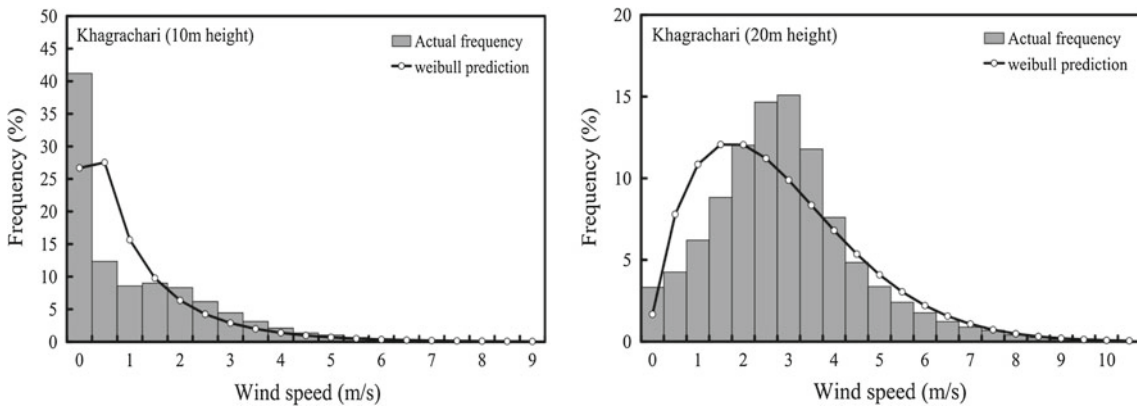 Khagrachari (10m height)
Actual frequency
weibull prediction
Frequency (%)
50
45
40
35
30
25
20
15
10
5
0
0 1 2 3 4 5 6 7 8 9
Wind speed (m/s)
Khagrachari (20m height)
Actual frequency
weibull prediction
Frequency (%)
20
15
10
5
0
0 1 2 3 4 5 6 7 8 9 10
Wind speed (m/s)